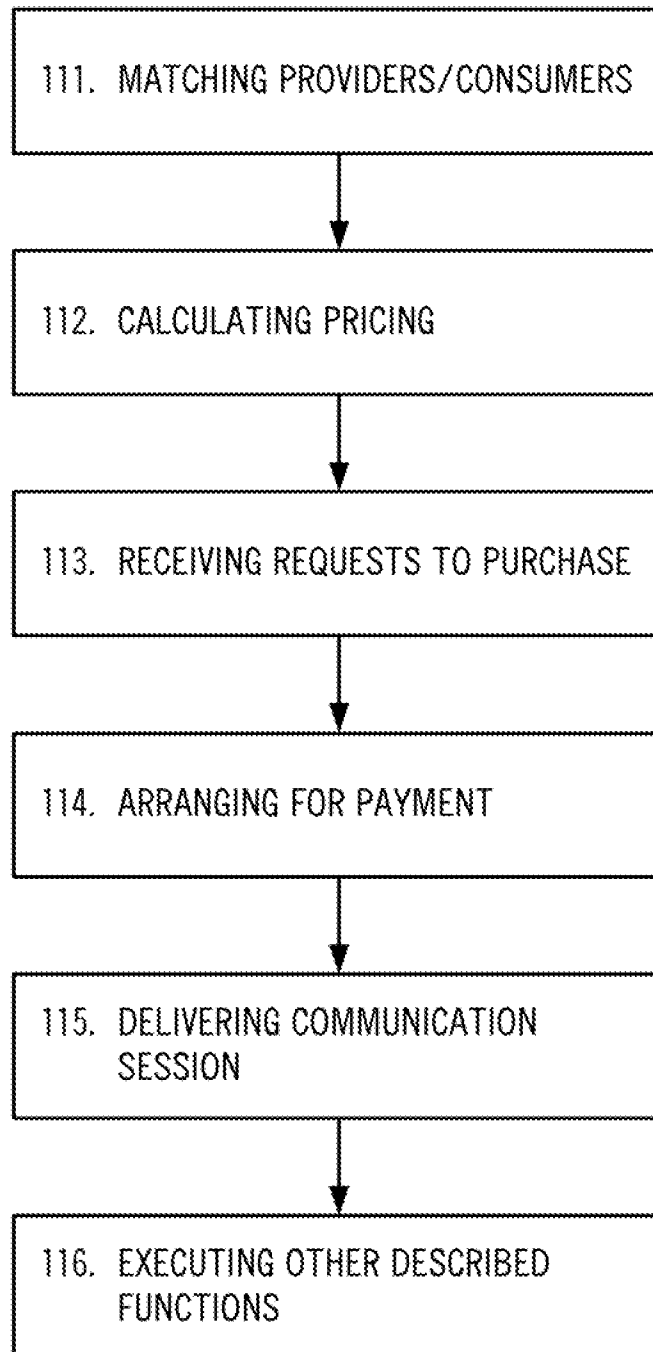 111. MATCHING PROVIDERS/CONSUMERS
112. CALCULATING PRICING
113. RECEIVING REQUESTS TO PURCHASE
114. ARRANGING FOR PAYMENT
115. DELIVERING COMMUNICATION
SESSION
116. EXECUTING OTHER DESCRIBED
FUNCTIONS